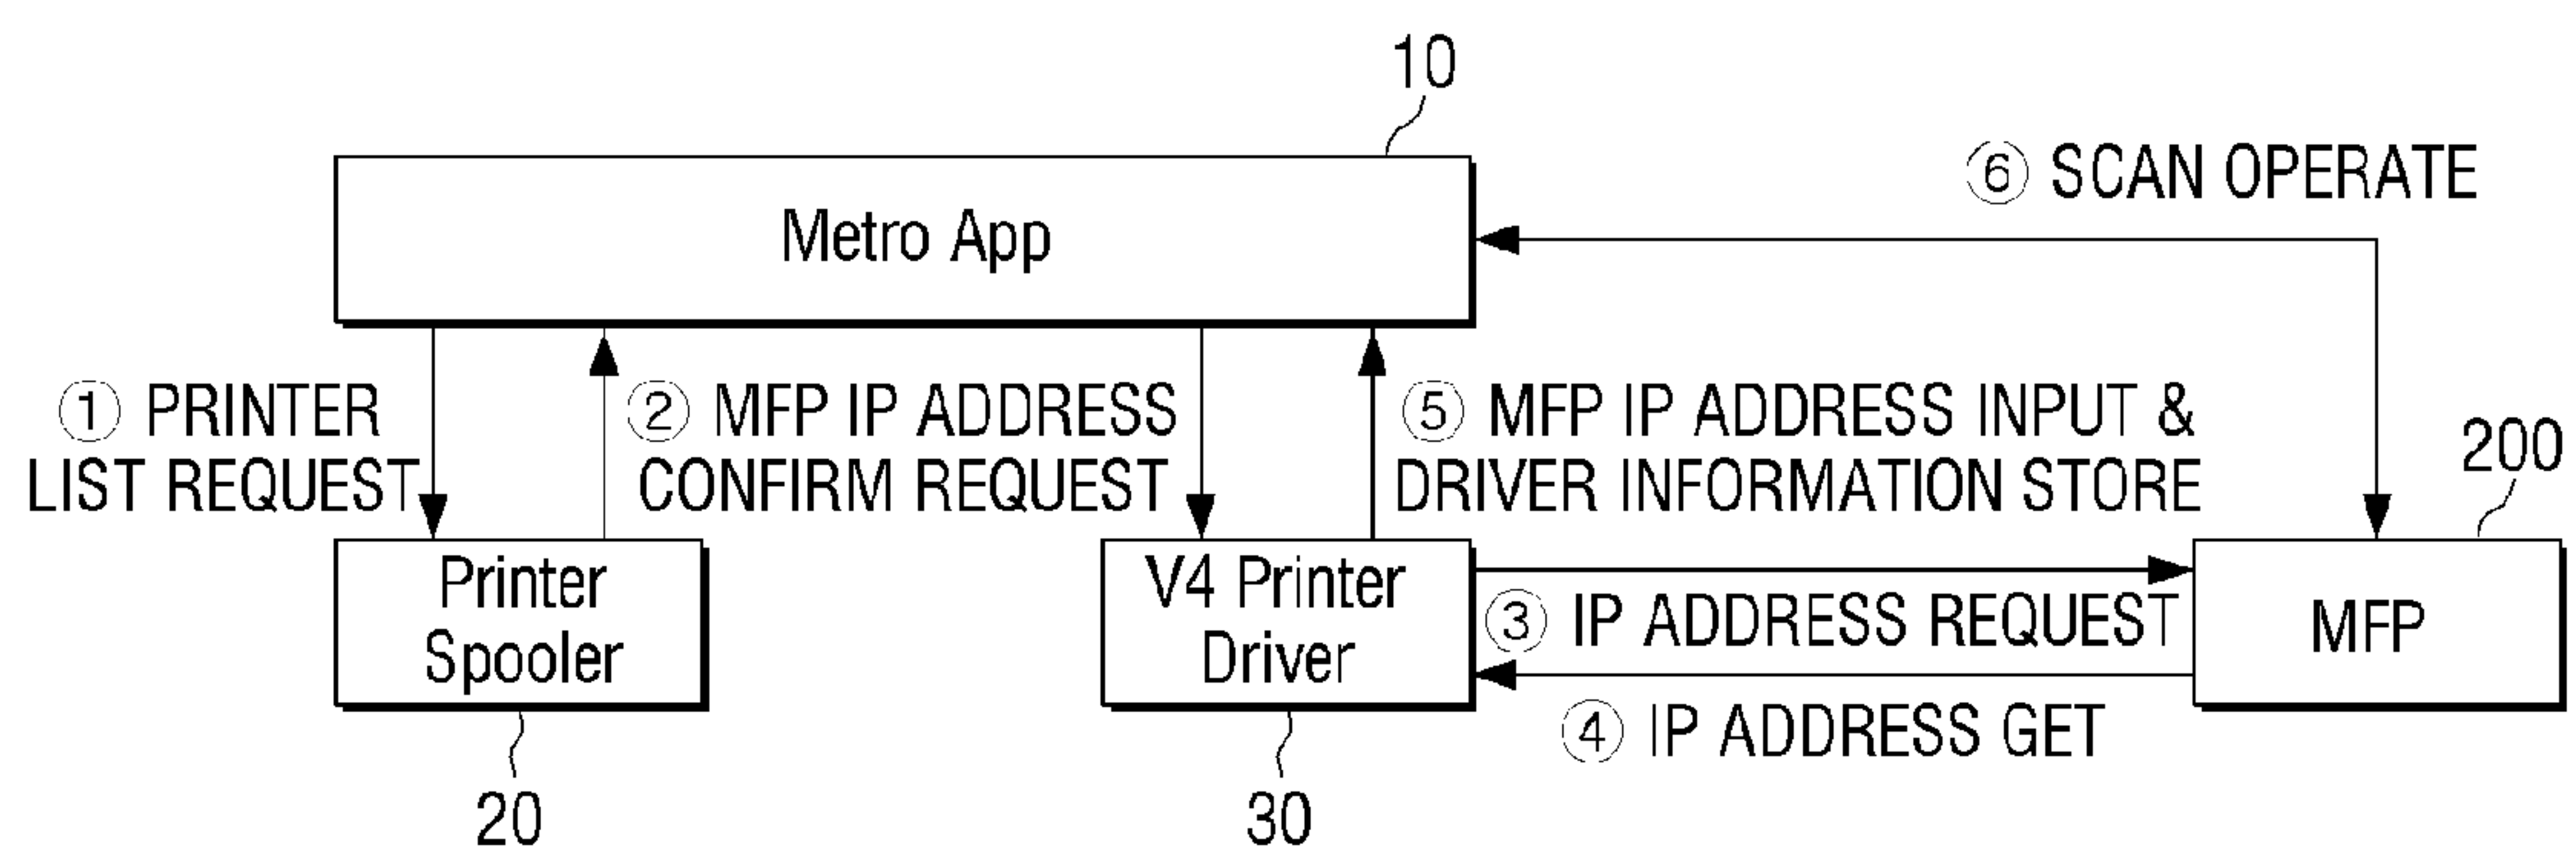 10
⑥ SCAN OPERATE
Metro App
① PRINTER
LIST REQUEST
② MFP IP ADDRESS
CONFIRM REQUEST
⑤ MFP IP ADDRESS INPUT &
DRIVER INFORMATION STORE
200
Printer
Spooler
V4 Printer
Driver
③ IP ADDRESS REQUEST
MFP
④ IP ADDRESS GET
20
30